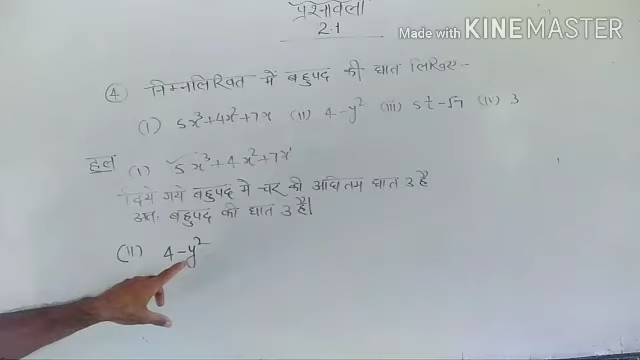 प्रश्नावली
2.1
Made with KINEMASTER
④ निम्नलिखित में बहुपद की घात लिखिए-
(i) 5x³+4x²+7x (ii) 4-y² (iii) 5t-√7 (iv) 3
हल (i) 5x³+4x²+7x¹
दिये गये बहुपद में चर की अधितम घात 3 है
अतः बहुपद की घात 3 है।
(ii) 4-y²